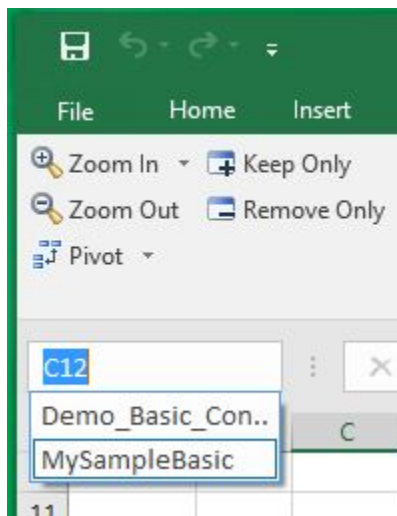 File Home Insert
Zoom In Keep Only
Zoom Out Remove Only
Pivot
C12
Demo_Basic_Con..
C
MySampleBasic
11